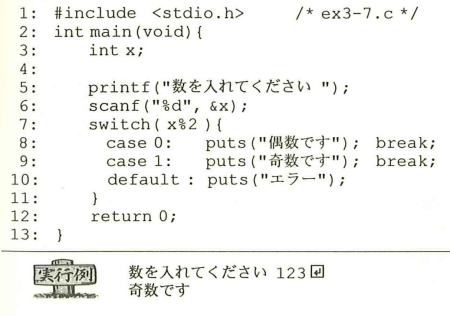 1: #include <stdio.h> /* ex3-7.c */
2: int main(void){
3: int x;
4:
5: printf("数を入れてください ");
6: scanf("%d", &x);
7: switch( x%2 ){
8: case 0: puts("偶数です"); break;
9: case 1: puts("奇数です"); break;
10: default : puts("エラー");
11: }
12: return 0;
13: }
実行例 数を入れてください 123↵
奇数です